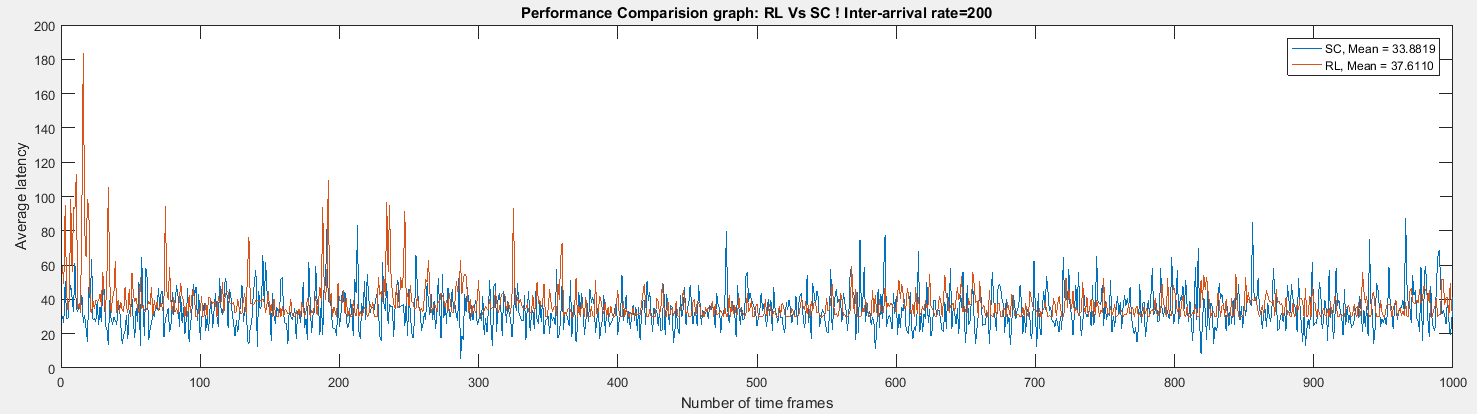 Performance Comparision graph: RL Vs SC ! Inter-arrival rate=200
200
180
160
140
120
100
80
60
40
20
0
Average latency
SC, Mean = 33.8819
RL, Mean = 37.6110
0 100 200 300 400 500 600 700 800 900 1000
Number of time frames